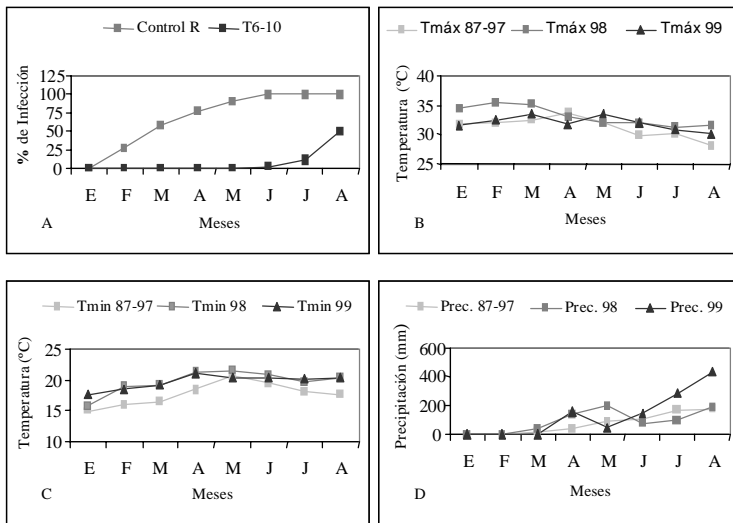 Control R T6-10
% de Infección
125
100
75
50
25
0
E F M A M J J A
Meses
A
Tmáx 87-97 Tmáx 98 Tmáx 99
Temperatura (ºC)
40
35
30
25
E F M A M J J A
Meses
B
Tmin 87-97 Tmin 98 Tmin 99
Temperatura (ºC)
25
20
15
10
E F M A M J J A
Meses
C
Prec. 87-97 Prec. 98 Prec. 99
Precipitación (mm)
600
400
200
0
E F M A M J J A
Meses
D